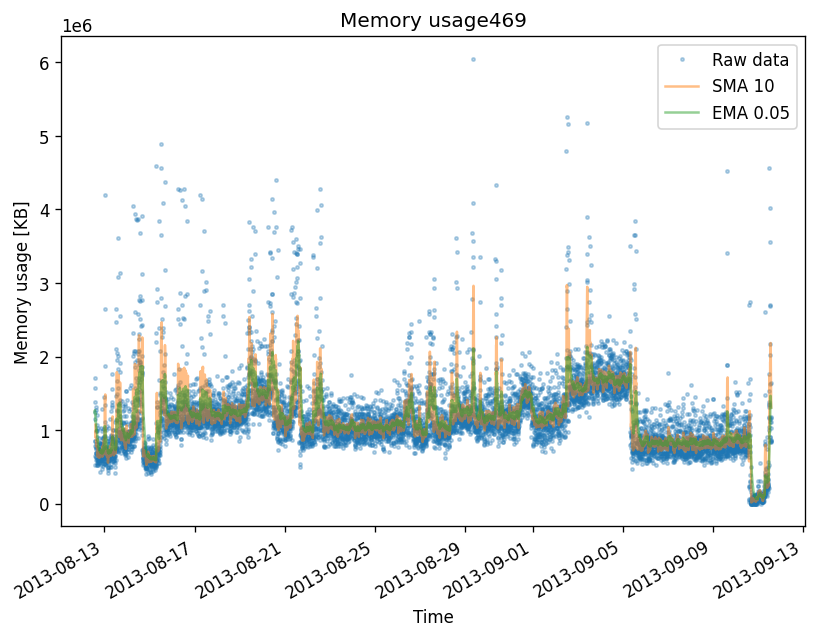 Memory usage469
1e6
Raw data
SMA 10
EMA 0.05
6
5
4
3
2
1
0
Memory usage [KB]
2013-08-13
2013-08-17
2013-08-21
2013-08-25
2013-08-29
2013-09-01
2013-09-05
2013-09-09
2013-09-13
Time